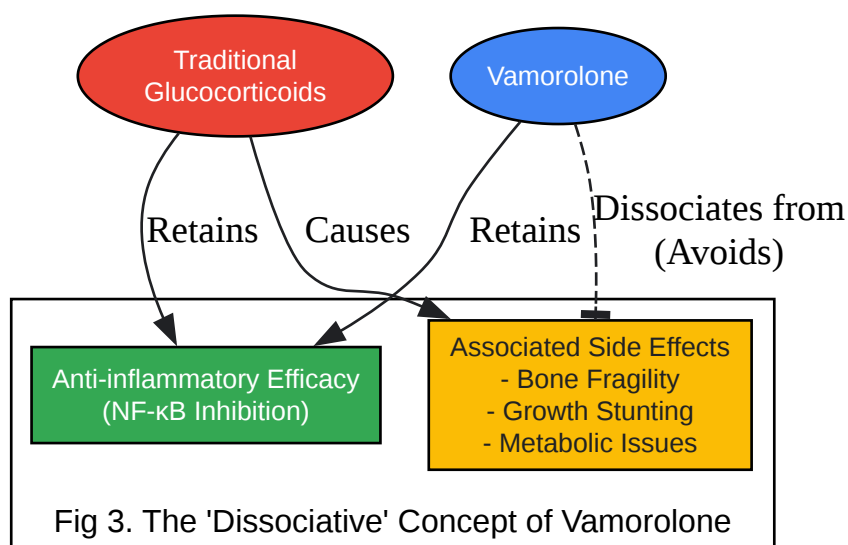 Traditional
Glucocorticoids
Vamorolone
Retains
Causes
Retains
Dissociates from
(Avoids)
Anti-inflammatory Efficacy
(NF-κB Inhibition)
Associated Side Effects
- Bone Fragility
- Growth Stunting
- Metabolic Issues
Fig 3. The 'Dissociative' Concept of Vamorolone